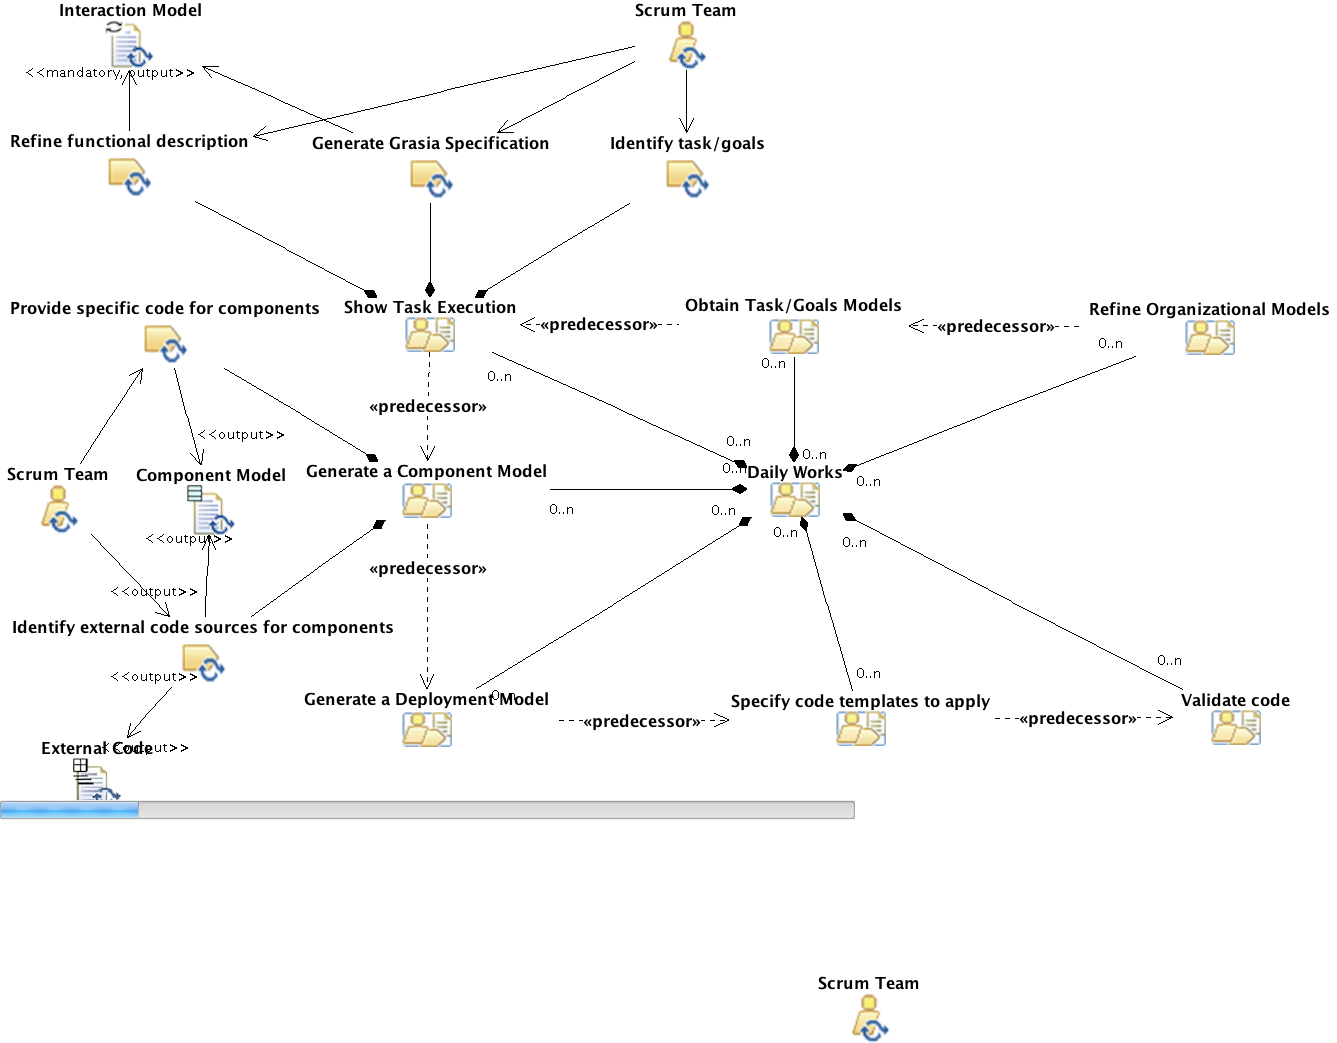 Interaction Model
Scrum Team
<<mandatory, output>>
Refine functional description
Generate Grasia Specification
Identify task/goals
Provide specific code for components
Show Task Execution
Obtain Task/Goals Models
Refine Organizational Models
«predecessor»
«predecessor»
0..n
0..n
0..n
«predecessor»
<<output>>
0..n
0..n
0..n
Scrum Team
Component Model
Generate a Component Model
Daily Works
0..n
0..n
0..n
0..n
0..n
<<output>>
«predecessor»
<<output>>
Identify external code sources for components
0..n
0..n
<<output>>
0..n
Generate a Deployment Model
Specify code templates to apply
Validate code
«predecessor»
«predecessor»
External Code
<<output>>
Scrum Team